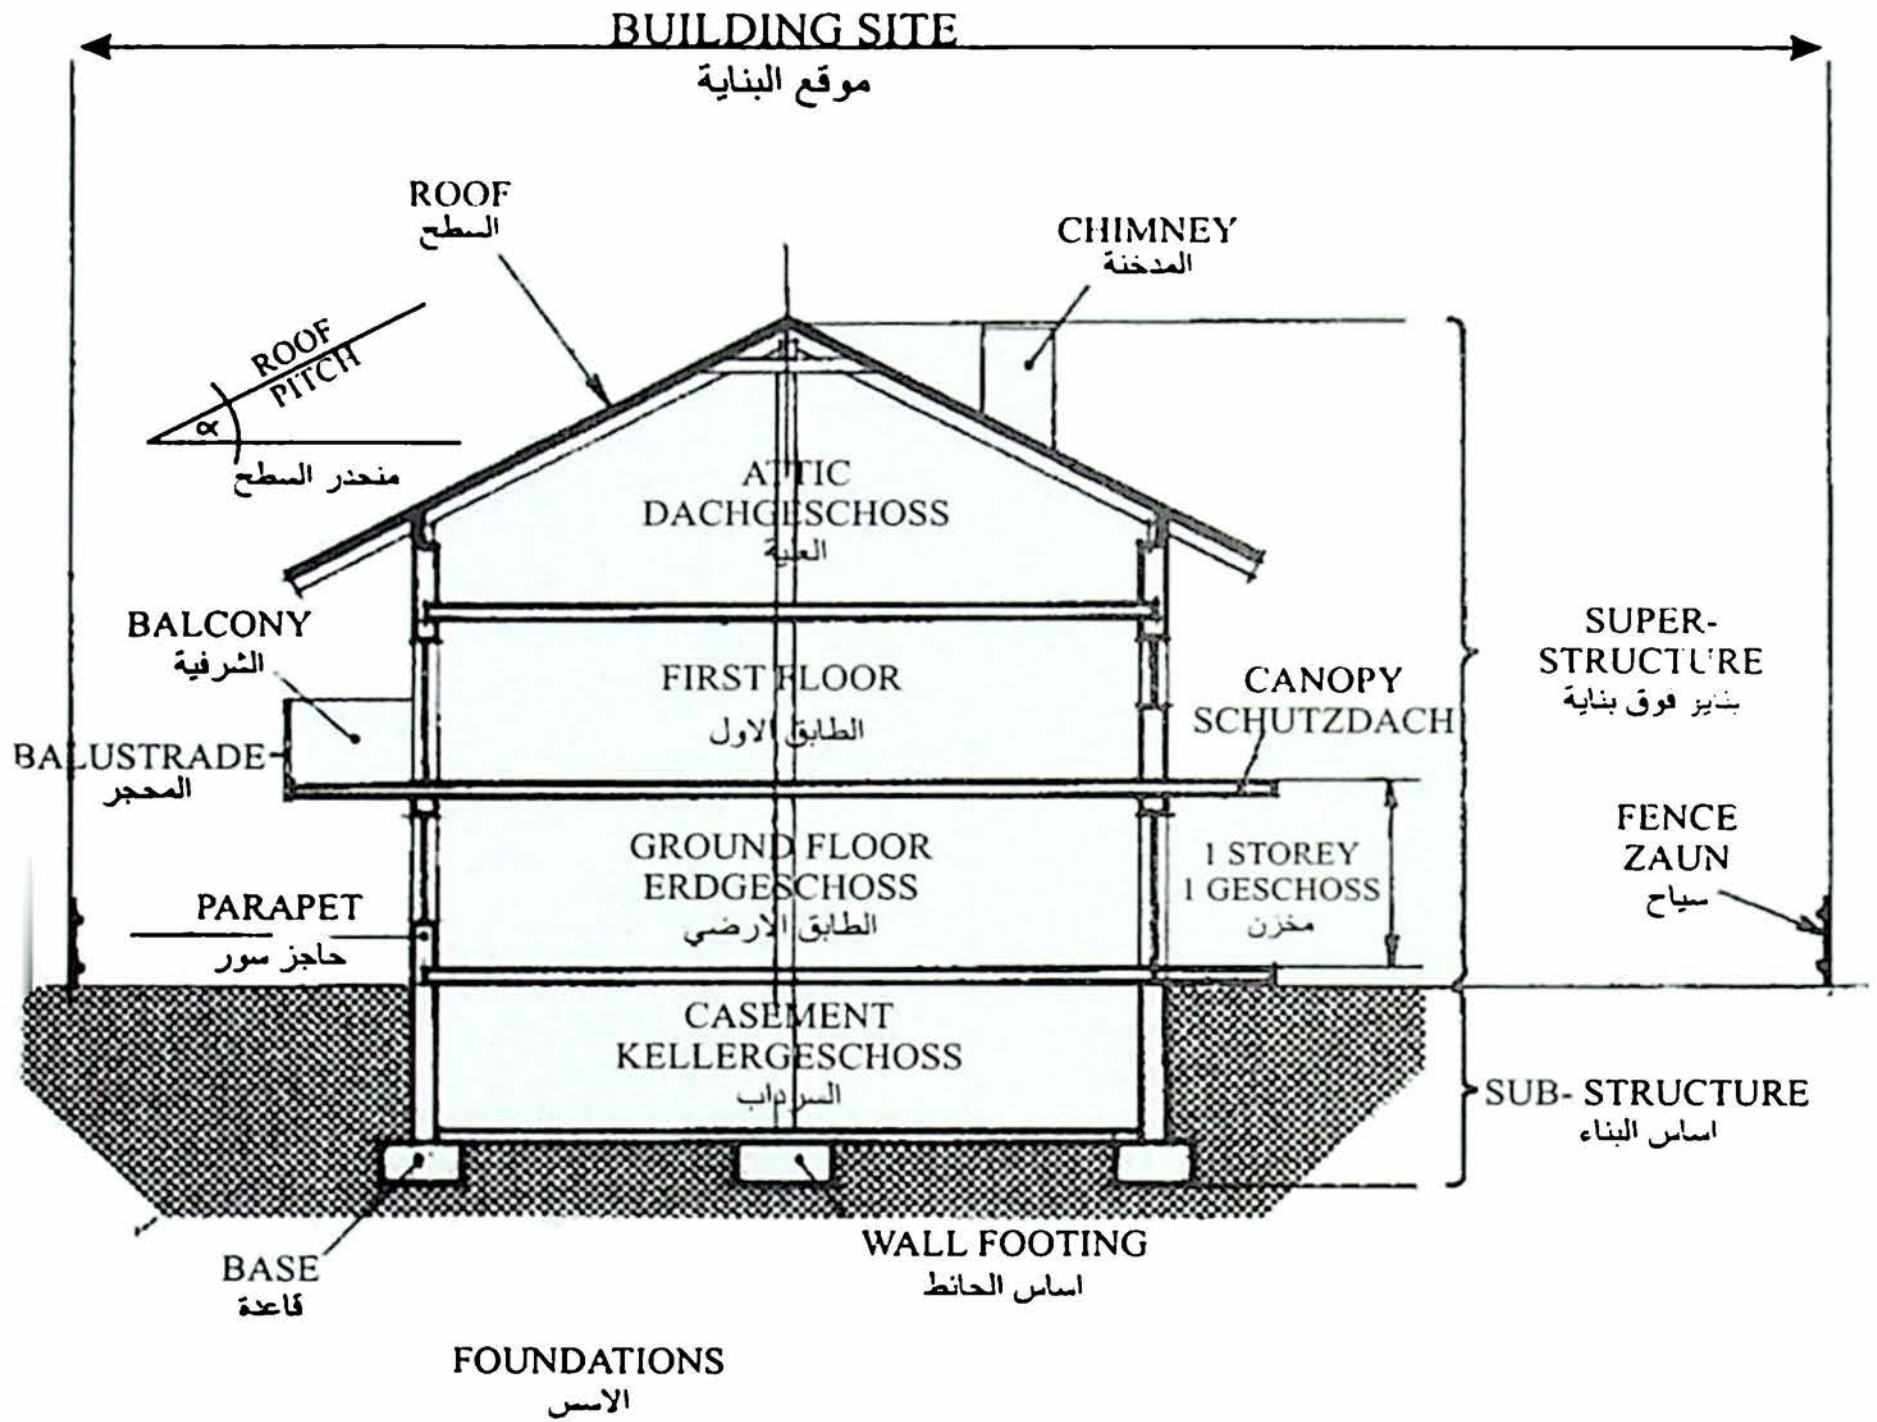 BUILDING SITE
موقع البناية
ROOF
السطح
CHIMNEY
المدخنة
ROOF
PITCH
α
منحدر السطح
ATTIC
DACHGESCHOSS
العلية
BALCONY
الشرفية
FIRST FLOOR
الطابق الاول
CANOPY
SCHUTZDACH
SUPER-
STRUCTURE
بنايز فوق بناية
BALUSTRADE
المحجر
GROUND FLOOR
ERDGESCHOSS
الطابق الارضي
1 STOREY
1 GESCHOSS
مخزن
FENCE
ZAUN
سياح
PARAPET
حاجز سور
CASEMENT
KELLERGESCHOSS
السرداب
SUB- STRUCTURE
اساس البناء
BASE
قاعدة
WALL FOOTING
اساس الحائط
FOUNDATIONS
الاسس